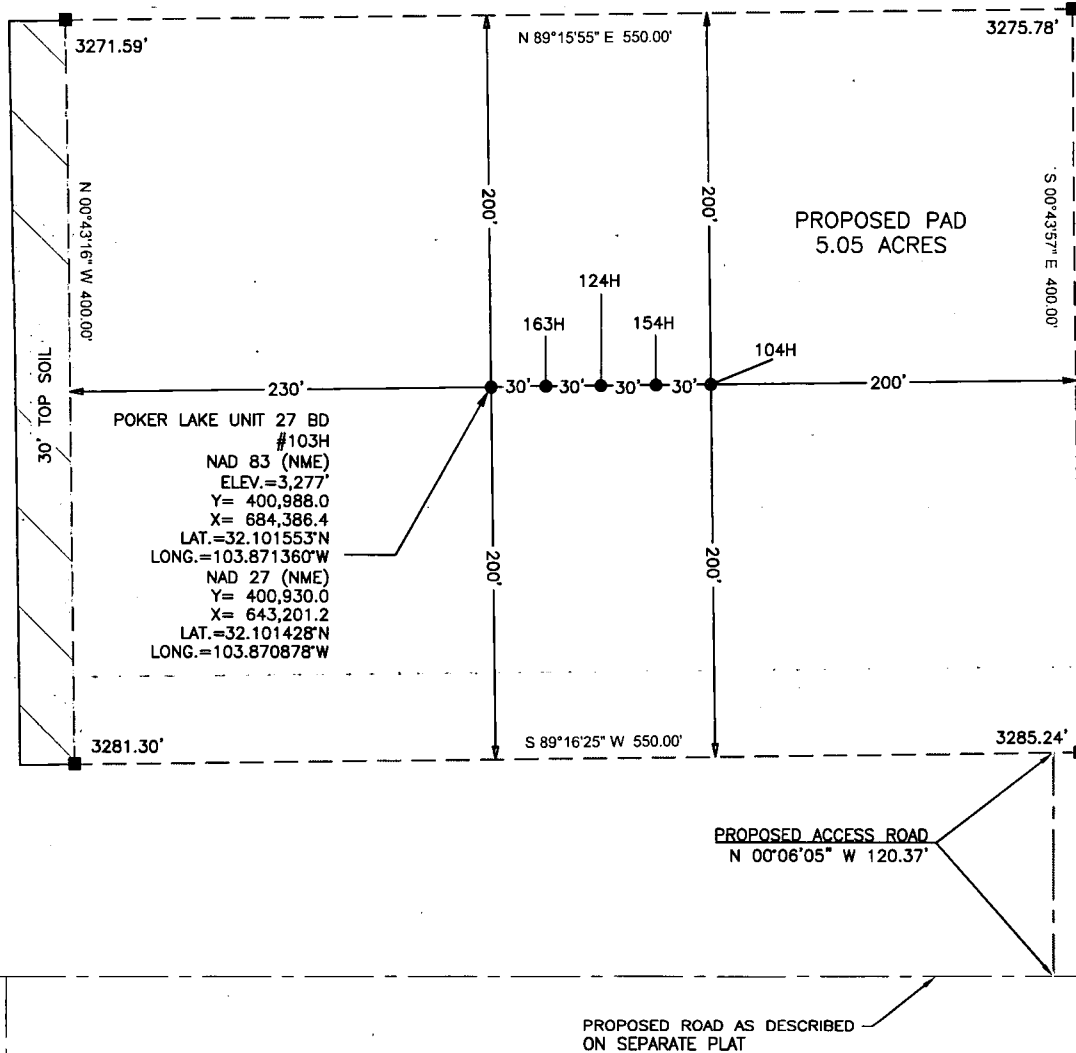 N 89°15'55" E 550.00'
3271.59'
3275.78'
N 00°43'16" W 400.00'
S 00°43'57" E 400.00'
200'
200'
PROPOSED PAD
5.05 ACRES
124H
163H
154H
104H
230'
30'
30'
30'
30'
200'
30' TOP SOIL
POKER LAKE UNIT 27 BD
#103H
NAD 83 (NME)
ELEV.=3,277'
Y= 400,988.0
X= 684,386.4
LAT.=32.101553°N
LONG.=103.871360°W
NAD 27 (NME)
Y= 400,930.0
X= 643,201.2
LAT.=32.101428°N
LONG.=103.870878°W
200'
200'
3281.30'
S 89°16'25" W 550.00'
3285.24'
PROPOSED ACCESS ROAD
N 00°06'05" W 120.37'
PROPOSED ROAD AS DESCRIBED
ON SEPARATE PLAT